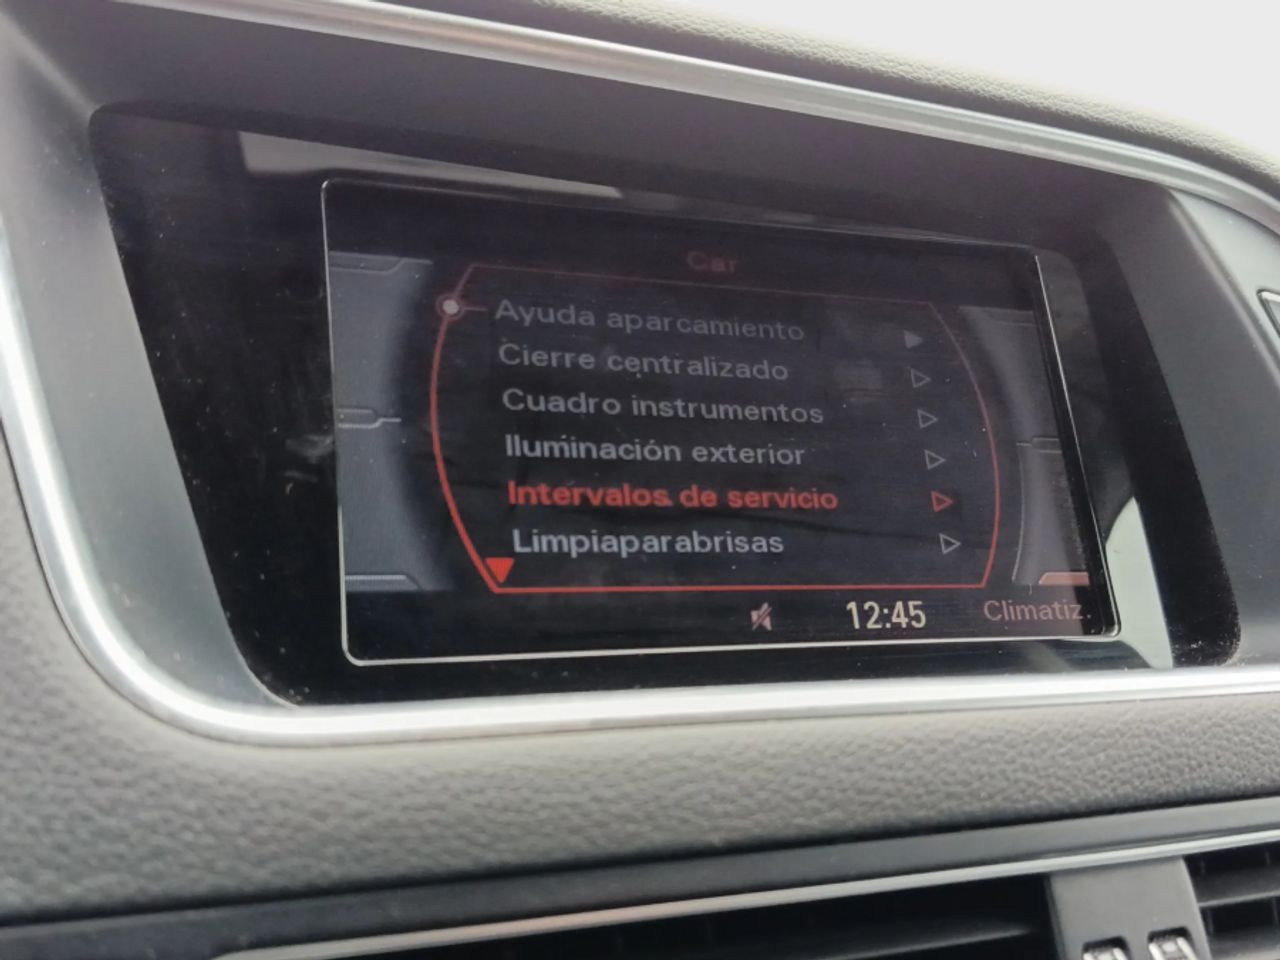 Car
Ayuda aparcamiento
Cierre centralizado
Cuadro instrumentos
Iluminación exterior
Intervalos de servicio
Limpiaparabrisas
12:45
Climatiz.